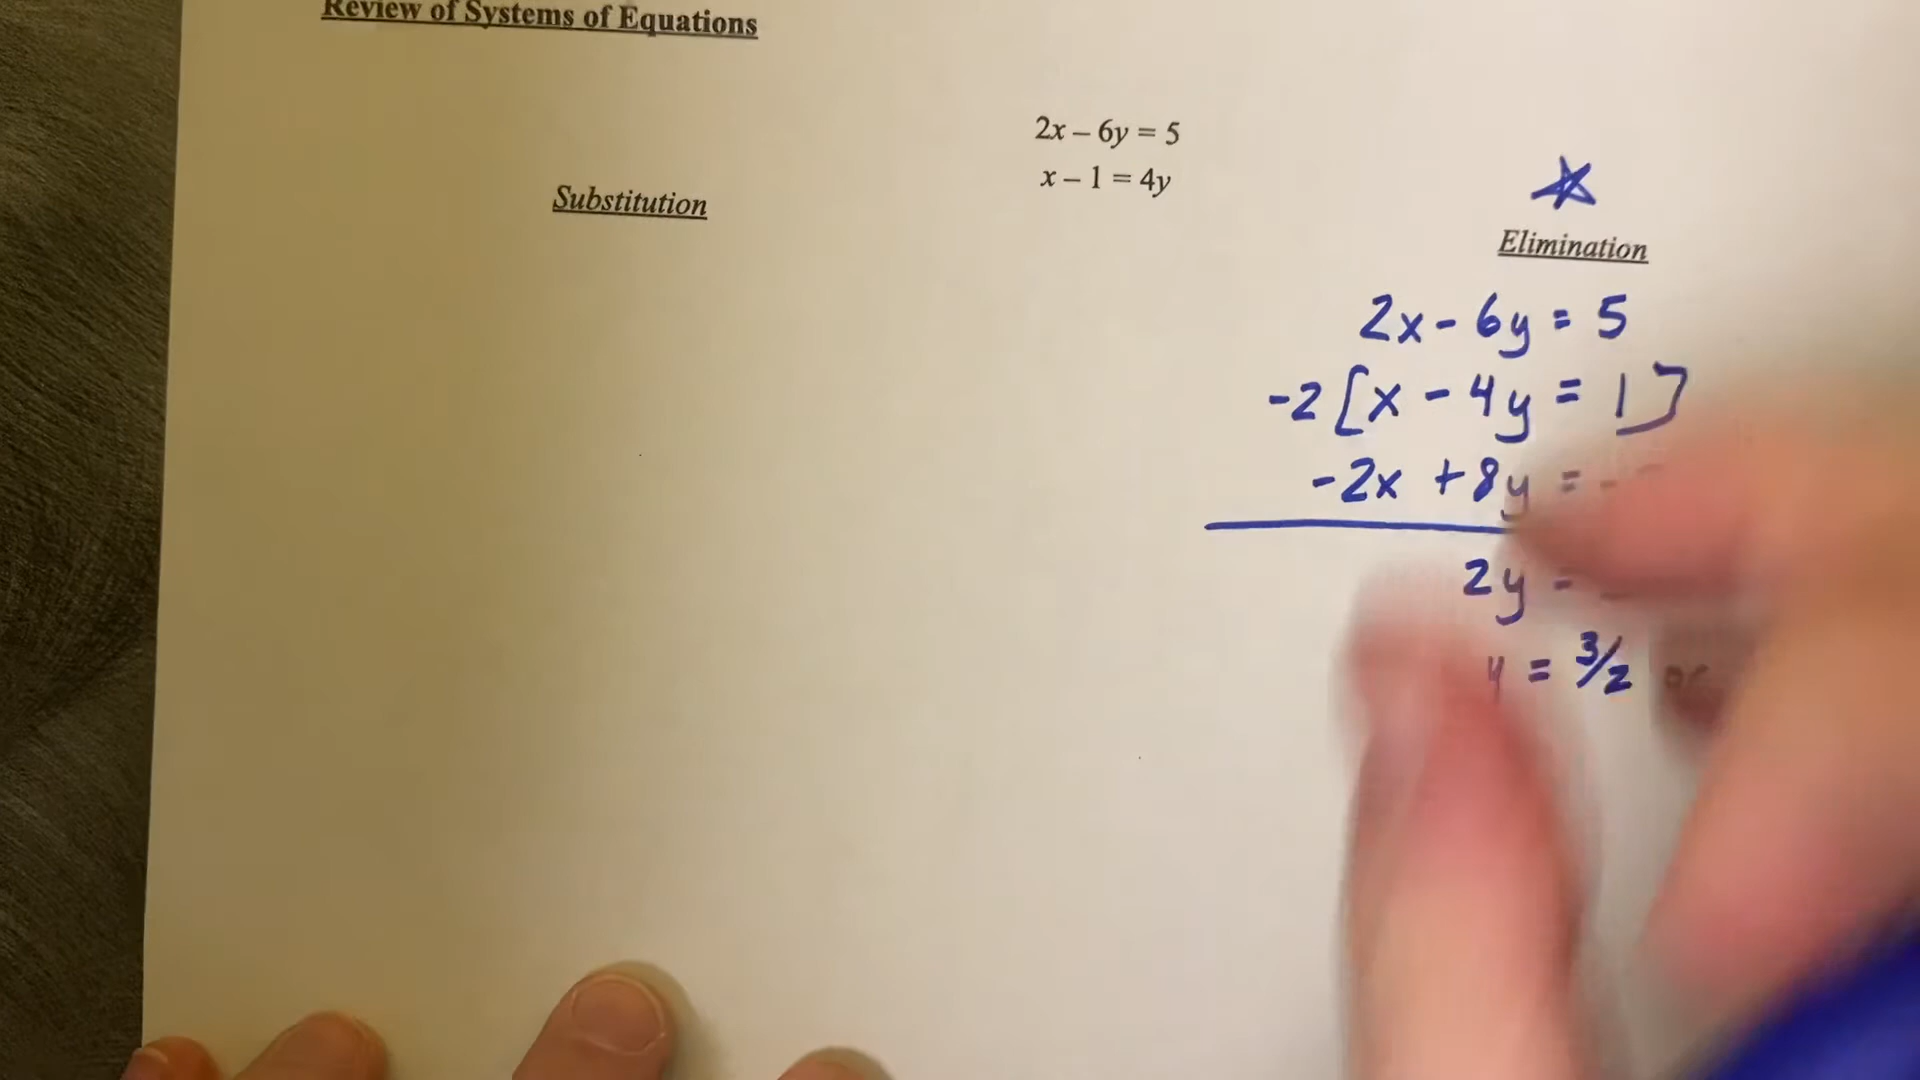 Review of Systems of Equations
2x – 6y = 5
x – 1 = 4y
Substitution
Elimination
2x - 6y = 5
-2[x - 4y = 1]
-2x + 8y = -
2y =
y = 3/2 or